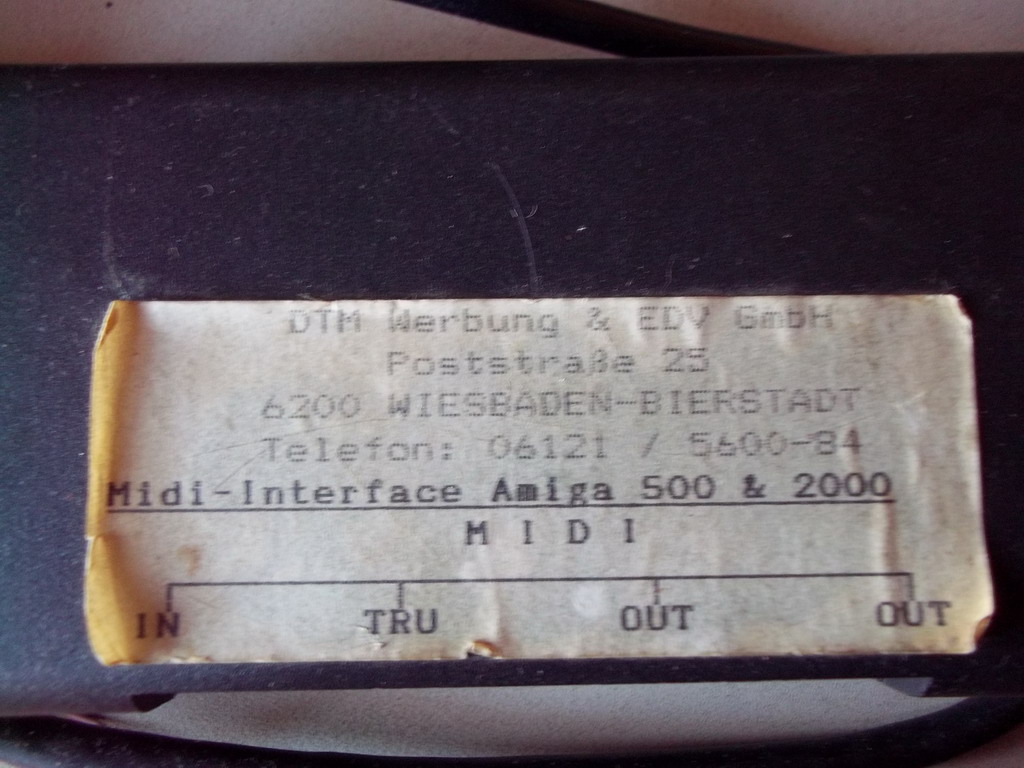 DTM Werbung & EDV GmbH
Poststraße 25
6200 WIESBADEN-BIERSTADT
Telefon: 06121 / 5600-84
Midi-Interface Amiga 500 & 2000
M I D I
IN TRU OUT OUT